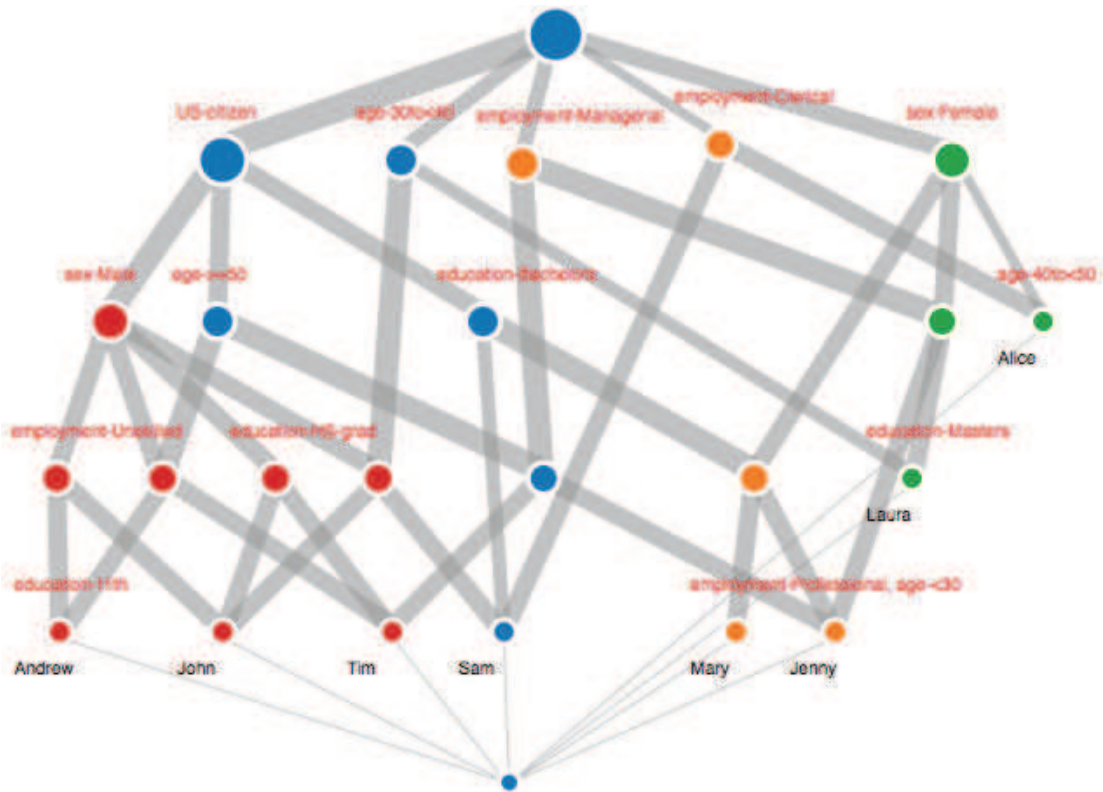 employment-Clerical
US-citizen
age-30to<40
employment-Managerial
sex-Female
sex-Male
age->=50
education-Bachelors
age-40to<50
Alice
employment-Unskilled
education-HS-grad
education-Masters
Laura
education-11th
employment-Professional, age-<30
Andrew
John
Tim
Sam
Mary
Jenny